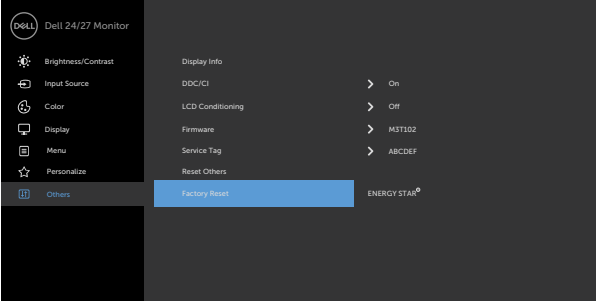 DELL Dell 24/27 Monitor
Brightness/Contrast Display Info
Input Source DDC/CI On
Color LCD Conditioning Off
Display Firmware M3T102
Menu Service Tag ABCDEF
Personalize Reset Others
Others Factory Reset ENERGY STAR